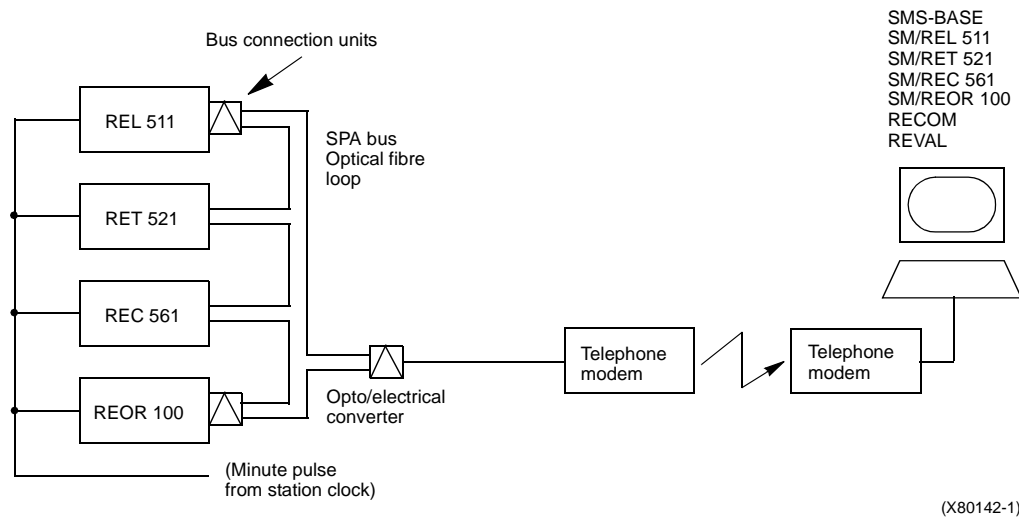 SMS-BASE
SM/REL 511
SM/RET 521
SM/REC 561
SM/REOR 100
RECOM
REVAL
Bus connection units
REL 511
SPA bus
Optical fibre
loop
RET 521
REC 561
REOR 100
Opto/electrical
converter
Telephone
modem
Telephone
modem
(Minute pulse
from station clock)
(X80142-1)